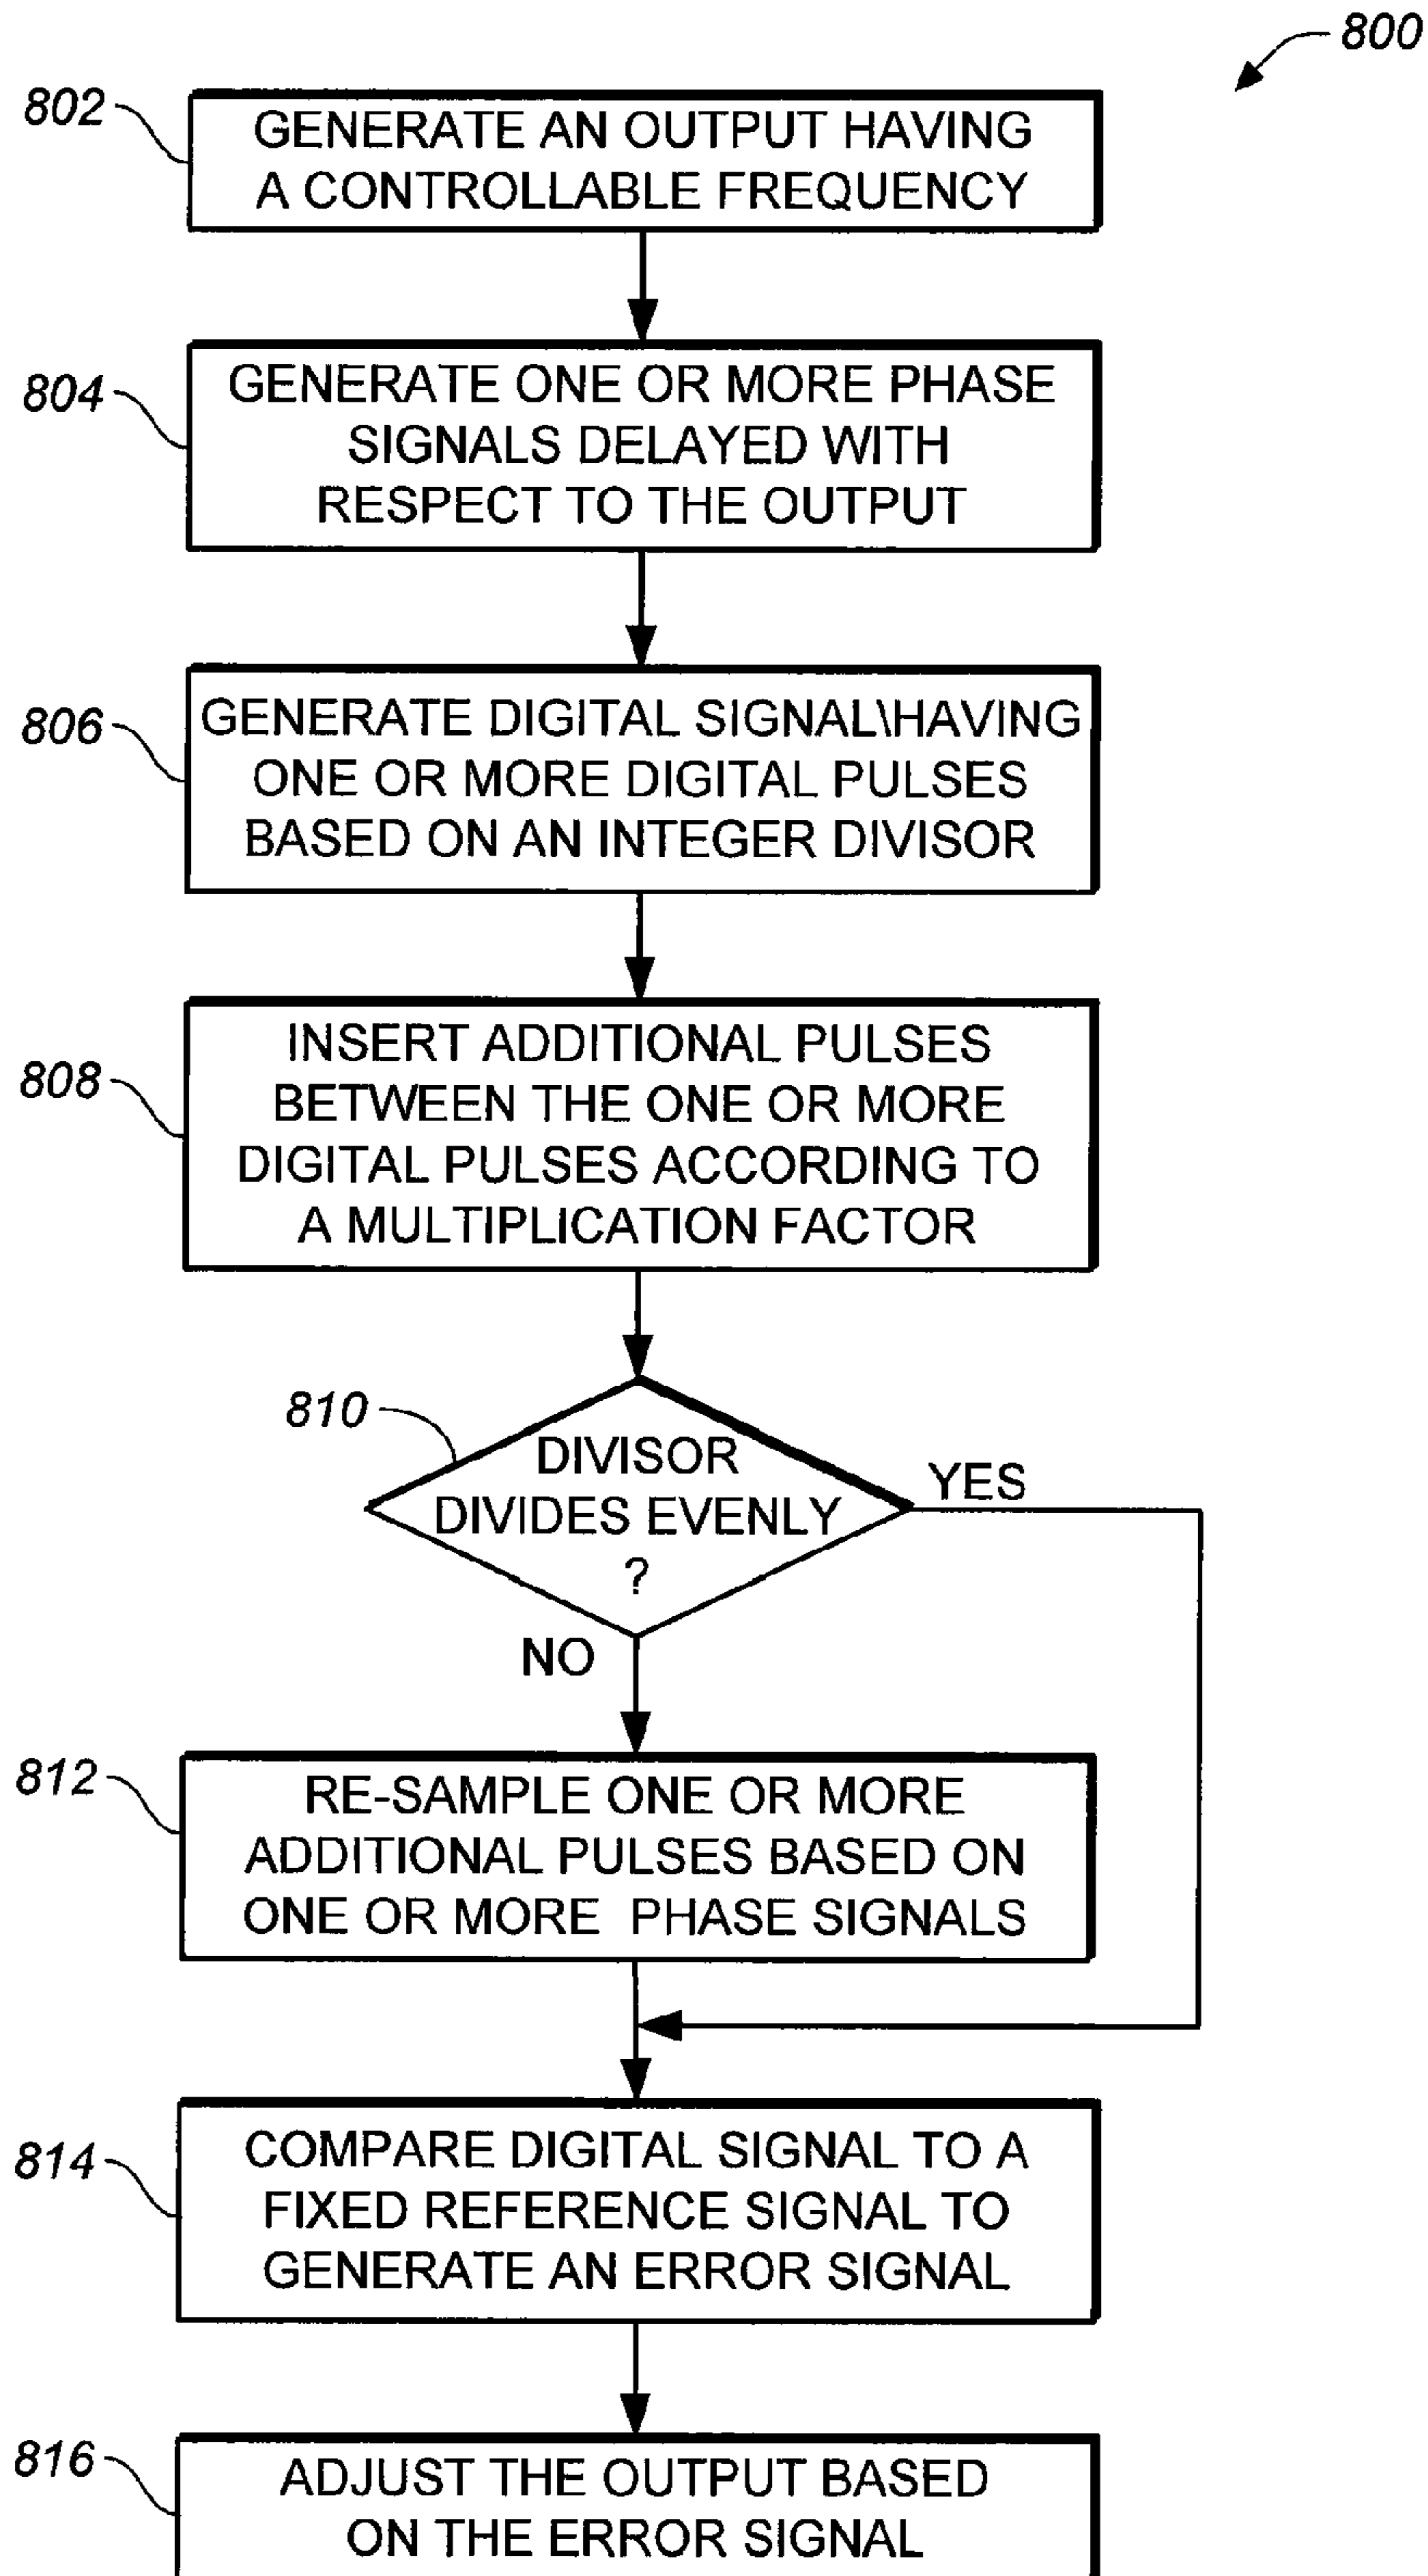 800
802
GENERATE AN OUTPUT HAVING
A CONTROLLABLE FREQUENCY
804
GENERATE ONE OR MORE PHASE
SIGNALS DELAYED WITH
RESPECT TO THE OUTPUT
806
GENERATE DIGITAL SIGNAL\HAVING
ONE OR MORE DIGITAL PULSES
BASED ON AN INTEGER DIVISOR
808
INSERT ADDITIONAL PULSES
BETWEEN THE ONE OR MORE
DIGITAL PULSES ACCORDING TO
A MULTIPLICATION FACTOR
810
DIVISOR
DIVIDES EVENLY
?
YES
NO
812
RE-SAMPLE ONE OR MORE
ADDITIONAL PULSES BASED ON
ONE OR MORE PHASE SIGNALS
814
COMPARE DIGITAL SIGNAL TO A
FIXED REFERENCE SIGNAL TO
GENERATE AN ERROR SIGNAL
816
ADJUST THE OUTPUT BASED
ON THE ERROR SIGNAL